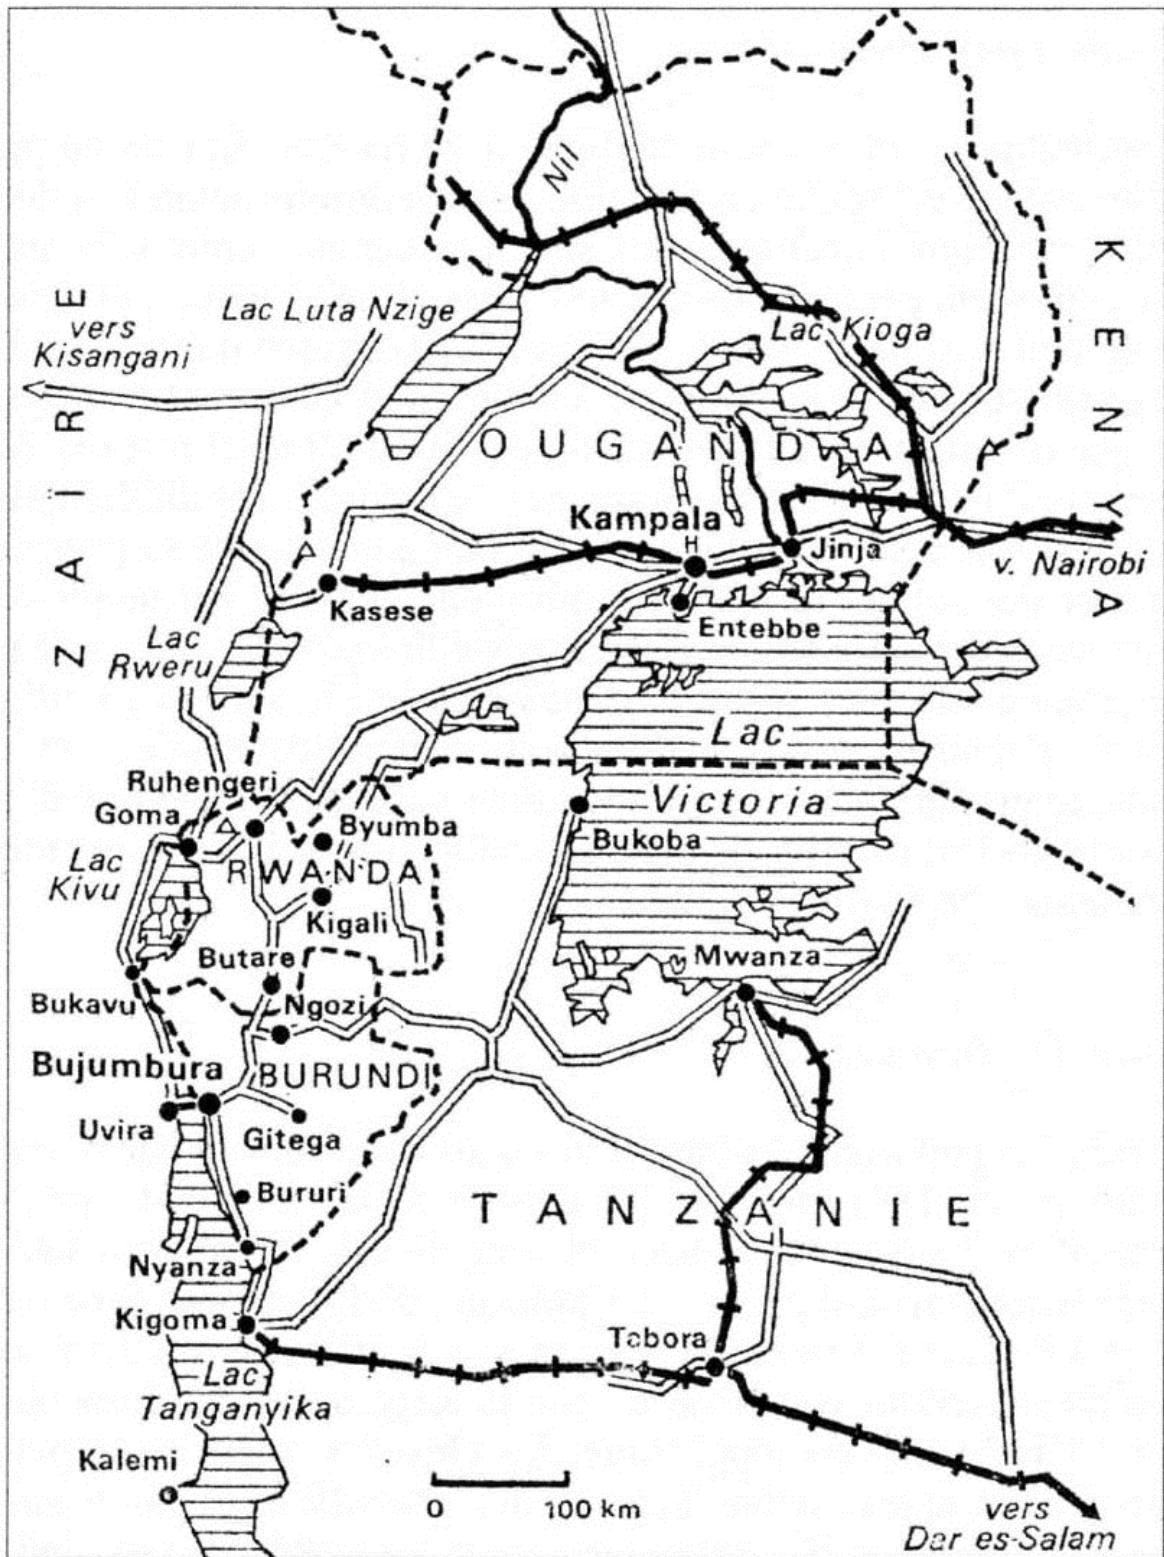 Nil
KENYA
ZAIRE
vers
Kisangani
Lac Luta Nzige
Lac Kioga
OUGANDA
Kampala
Jinja
v. Nairobi
Kasese
Entebbe
Lac
Rweru
Lac
Victoria
Ruhengeri
Goma
Byumba
Bukoba
Lac
Kivu
RWANDA
Kigali
Butare
Mwanza
Bukavu
Ngozi
Bujumbura
BURUNDI
Uvira
Gitega
Bururi
TANZANIE
Nyanza
Kigoma
Tabora
Lac
Tanganyika
Kalemi
0 100 km
vers
Dar es-Salam